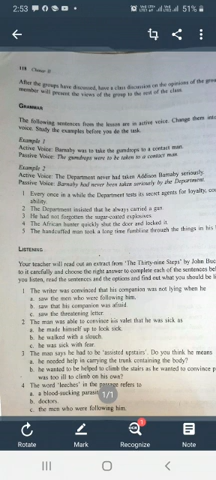 2:53
51%
418 Chapter
After the groups have discussed, have a class discussion on the opinions of the
member will present the views of the group to the rest of the class.
GRAMMAR
The following sentences from the lesson are in active voice. Change them into
voice. Study the examples before you do the task.
Example 1
Active Voice: Barnaby was to take the gumdrops to a contact man.
Passive Voice: The gumdrops were to be taken to a contact man.
Example 2
Active Voice: The Department never had taken Addison Barnaby seriously.
Passive Voice: Barnaby had never been taken seriously by the Department.
1 Every once in a while the Department tests its secret agents for loyalty,
ability.
2 The Department insisted that he always carried a gun.
3 He had not forgotten the sugar-coated explosives.
4 The African hunter quickly shut the door and locked it.
5 The handcuffed man took a long time fumbling through the things in his
LISTENING
Your teacher will read out an extract from 'The Thirty-nine Steps' by John
to it carefully and choose the right answer to complete each of the sentences
you listen, read the sentences and the options and find out what you should be
1 The writer was convinced that his companion was not lying when he
a. saw the men who were following him.
b. saw that his companion was afraid.
c. saw the threatening letter.
2 The man was able to convince his valet that he was sick as
a. he made himself up to look sick.
b. he walked with a slouch.
c. he was sick with fear.
3 The man says he had to be 'assisted upstairs'. Do you think he means
a. he needed help in carrying the trunk containing the body?
b. he wanted to be helped to climb the stairs as he wanted to convince
was too ill to climb on his own?
4 The word 'leeches' in the passage refers to
a. a blood-sucking
b. doctors.
c. the men who were following him.
1/1
Rotate
Mark
Recognize
Note